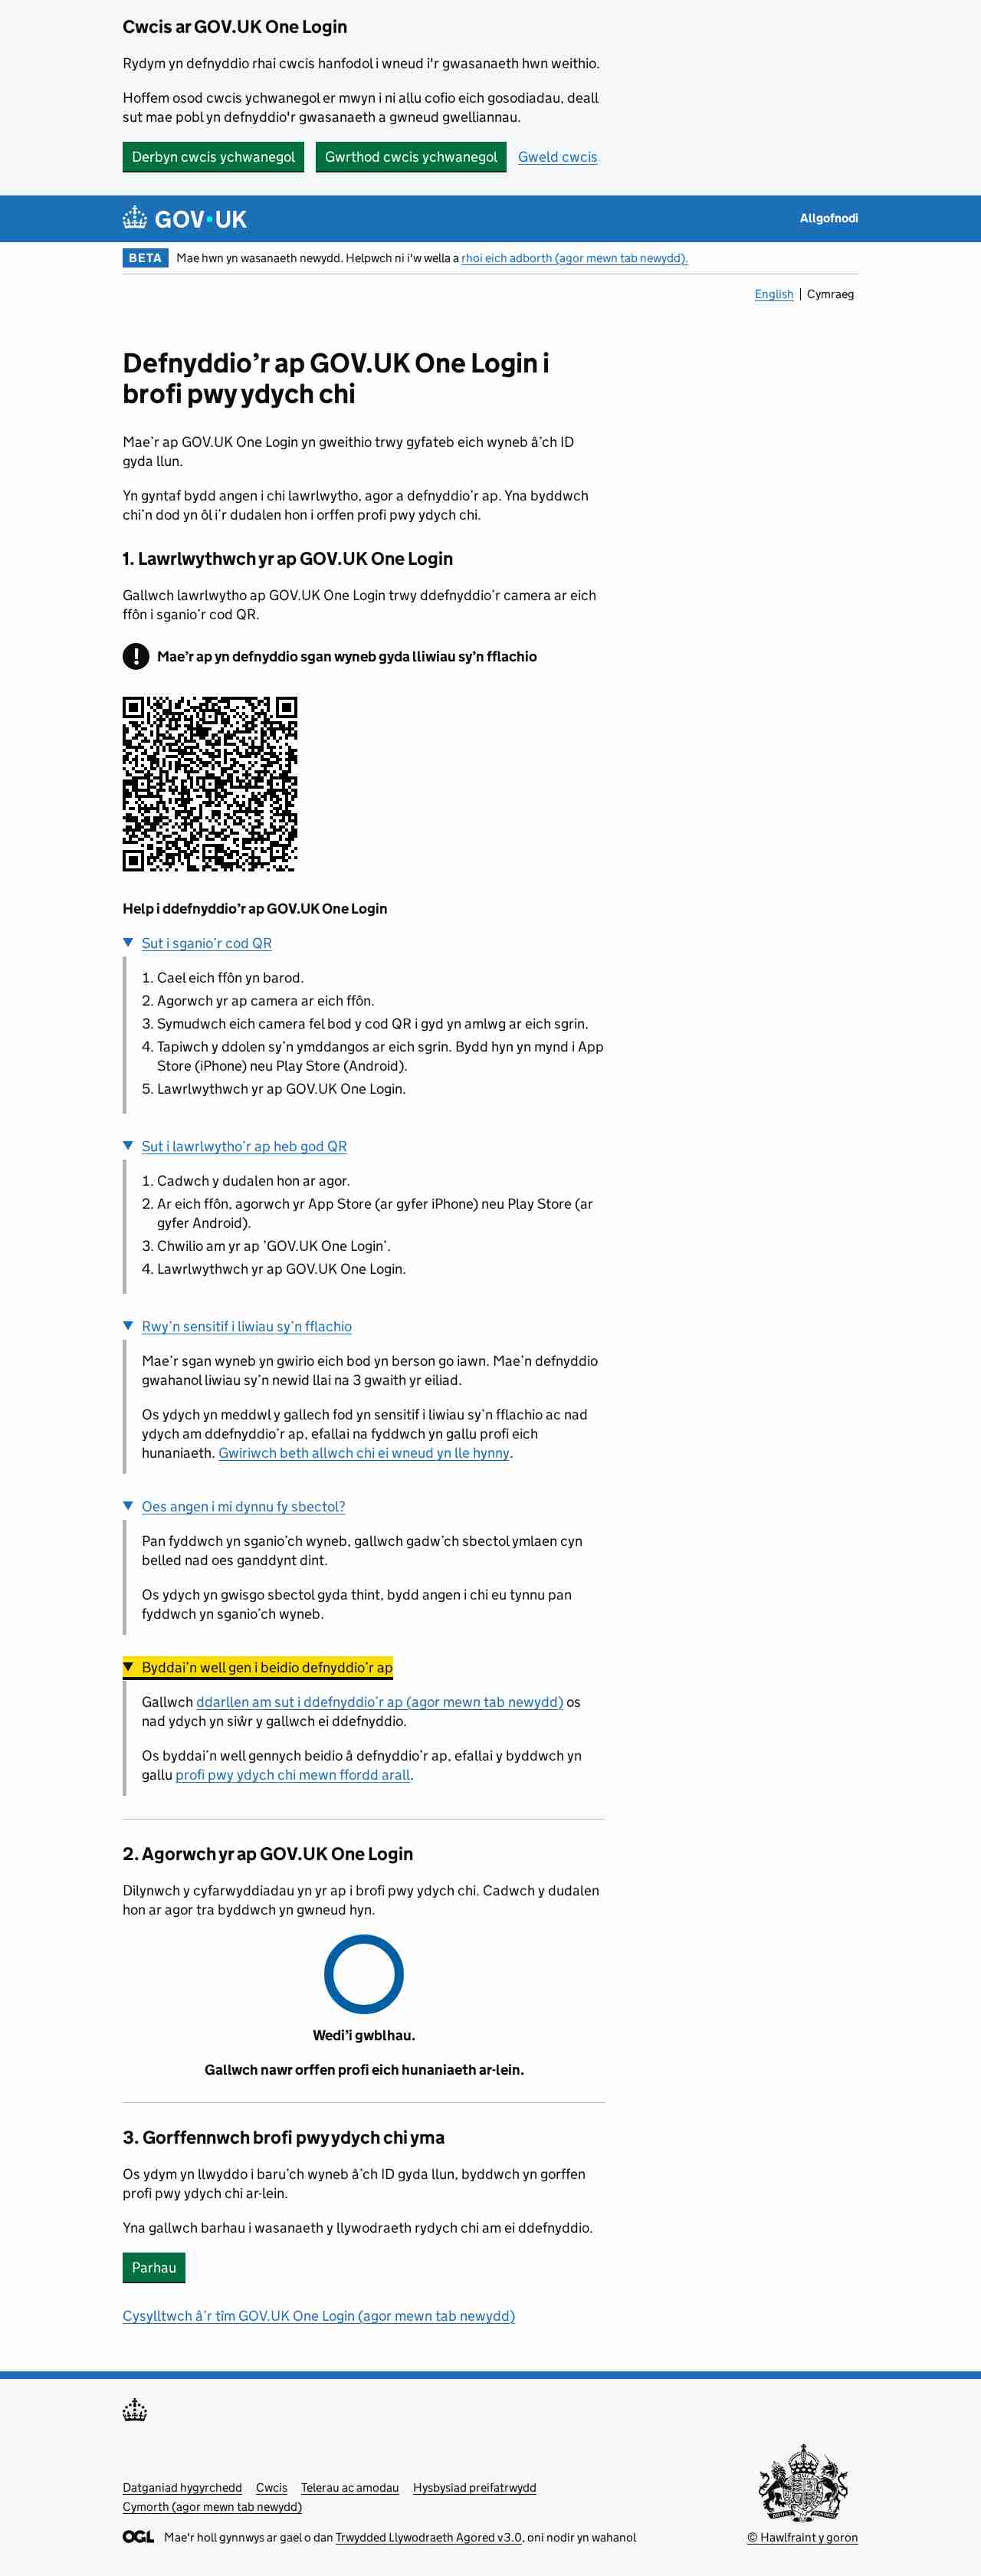 Cwcis ar GOV.UK One Login
Rydym yn defnyddio rhai cwcis hanfodol i wneud i'r gwasanaeth hwn weithio.
Hoffem osod cwcis ychwanegol er mwyn i ni allu cofio eich gosodiadau, deall
sut mae pobl yn defnyddio'r gwasanaeth a gwneud gwelliannau.
Derbyn cwcis ychwanegol Gwrthod cwcis ychwanegol Gweld cwcis
GOV.UK Allgofnodi
BETA Mae hwn yn wasanaeth newydd. Helpwch ni i'w wella a rhoi eich adborth (agor mewn tab newydd).
English | Cymraeg
Defnyddio’r ap GOV.UK One Login i
brofi pwy ydych chi
Mae’r ap GOV.UK One Login yn gweithio trwy gyfateb eich wyneb â’ch ID
gyda llun.
Yn gyntaf bydd angen i chi lawrlwytho, agor a defnyddio’r ap. Yna byddwch
chi’n dod yn ôl i’r dudalen hon i orffen profi pwy ydych chi.
1. Lawrlwythwch yr ap GOV.UK One Login
Gallwch lawrlwytho ap GOV.UK One Login trwy ddefnyddio’r camera ar eich
ffôn i sganio’r cod QR.
! Mae’r ap yn defnyddio sgan wyneb gyda lliwiau sy’n fflachio
Help i ddefnyddio’r ap GOV.UK One Login
Sut i sganio’r cod QR
1. Cael eich ffôn yn barod.
2. Agorwch yr ap camera ar eich ffôn.
3. Symudwch eich camera fel bod y cod QR i gyd yn amlwg ar eich sgrin.
4. Tapiwch y ddolen sy’n ymddangos ar eich sgrin. Bydd hyn yn mynd i App
Store (iPhone) neu Play Store (Android).
5. Lawrlwythwch yr ap GOV.UK One Login.
Sut i lawrlwytho’r ap heb god QR
1. Cadwch y dudalen hon ar agor.
2. Ar eich ffôn, agorwch yr App Store (ar gyfer iPhone) neu Play Store (ar
gyfer Android).
3. Chwilio am yr ap ’GOV.UK One Login’.
4. Lawrlwythwch yr ap GOV.UK One Login.
Rwy’n sensitif i liwiau sy’n fflachio
Mae’r sgan wyneb yn gwirio eich bod yn berson go iawn. Mae’n defnyddio
gwahanol liwiau sy’n newid llai na 3 gwaith yr eiliad.
Os ydych yn meddwl y gallech fod yn sensitif i liwiau sy’n fflachio ac nad
ydych am ddefnyddio’r ap, efallai na fyddwch yn gallu profi eich
hunaniaeth. Gwiriwch beth allwch chi ei wneud yn lle hynny.
Oes angen i mi dynnu fy sbectol?
Pan fyddwch yn sganio’ch wyneb, gallwch gadw’ch sbectol ymlaen cyn
belled nad oes ganddynt dint.
Os ydych yn gwisgo sbectol gyda thint, bydd angen i chi eu tynnu pan
fyddwch yn sganio’ch wyneb.
Byddai’n well gen i beidio defnyddio’r ap
Gallwch ddarllen am sut i ddefnyddio’r ap (agor mewn tab newydd) os
nad ydych yn siŵr y gallwch ei ddefnyddio.
Os byddai’n well gennych beidio â defnyddio’r ap, efallai y byddwch yn
gallu profi pwy ydych chi mewn ffordd arall.
2. Agorwch yr ap GOV.UK One Login
Dilynwch y cyfarwyddiadau yn yr ap i brofi pwy ydych chi. Cadwch y dudalen
hon ar agor tra byddwch yn gwneud hyn.
Wedi’i gwblhau.
Gallwch nawr orffen profi eich hunaniaeth ar-lein.
3. Gorffennwch brofi pwy ydych chi yma
Os ydym yn llwyddo i baru’ch wyneb â’ch ID gyda llun, byddwch yn gorffen
profi pwy ydych chi ar-lein.
Yna gallwch barhau i wasanaeth y llywodraeth rydych chi am ei ddefnyddio.
Parhau
Cysylltwch â’r tîm GOV.UK One Login (agor mewn tab newydd)
Datganiad hygyrchedd Cwcis Telerau ac amodau Hysbysiad preifatrwydd
Cymorth (agor mewn tab newydd)
OGL Mae'r holl gynnwys ar gael o dan Trwydded Llywodraeth Agored v3.0, oni nodir yn wahanol
© Hawlfraint y goron